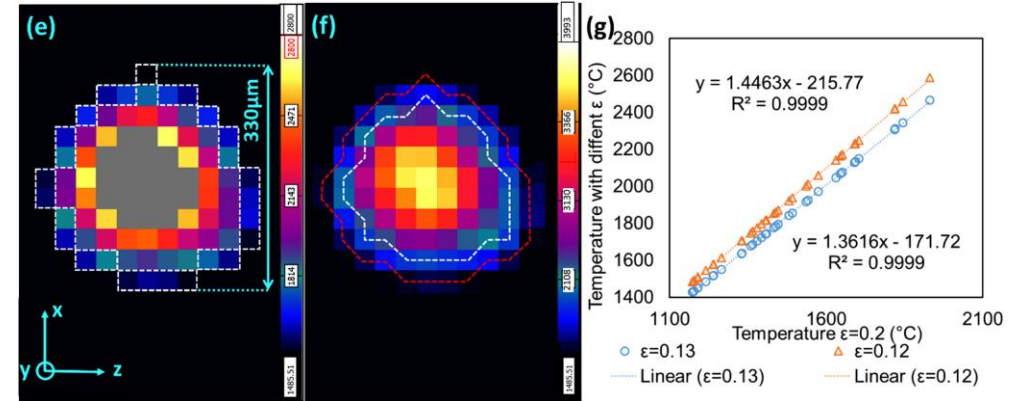 (e)
2800
2800
2471
2143
1814
1485.51
330μm
x
y
z
(f)
3993
3366
3130
2108
1485.51
(g)
2800
2600
2400
2200
2000
1800
1600
1400
Temperature with diffent ε (°C)
y = 1.4463x - 215.77
R² = 0.9999
y = 1.3616x - 171.72
R² = 0.9999
1100
1600
2100
Temperature ε=0.2 (°C)
ε=0.13
ε=0.12
Linear (ε=0.13)
Linear (ε=0.12)